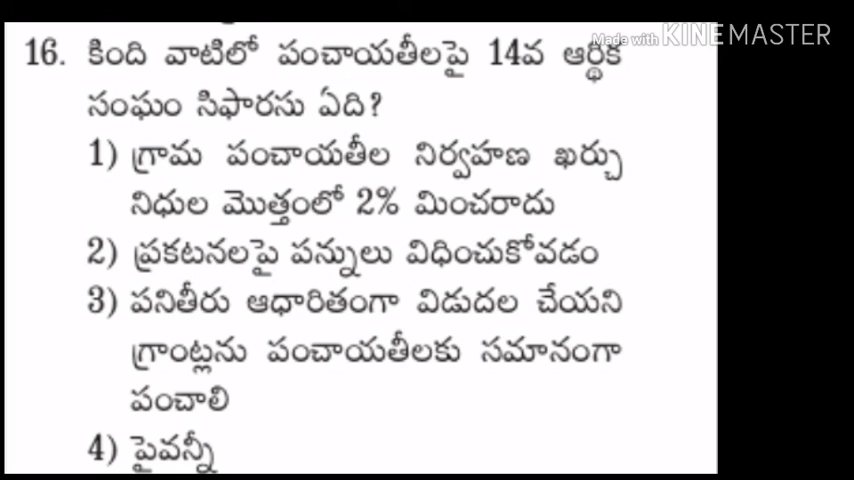 Made with KINEMASTER
16. కింది వాటిలో పంచాయతీలపై 14వ ఆర్థిక
సంఘం సిఫారసు ఏది?
1) గ్రామ పంచాయతీల నిర్వహణ ఖర్చు
నిధుల మొత్తంలో 2% మించరాదు
2) ప్రకటనలపై పన్నులు విధించుకోవడం
3) పనితీరు ఆధారితంగా విడుదల చేయని
గ్రాంట్లను పంచాయతీలకు సమానంగా
పంచాలి
4) పైవన్నీ